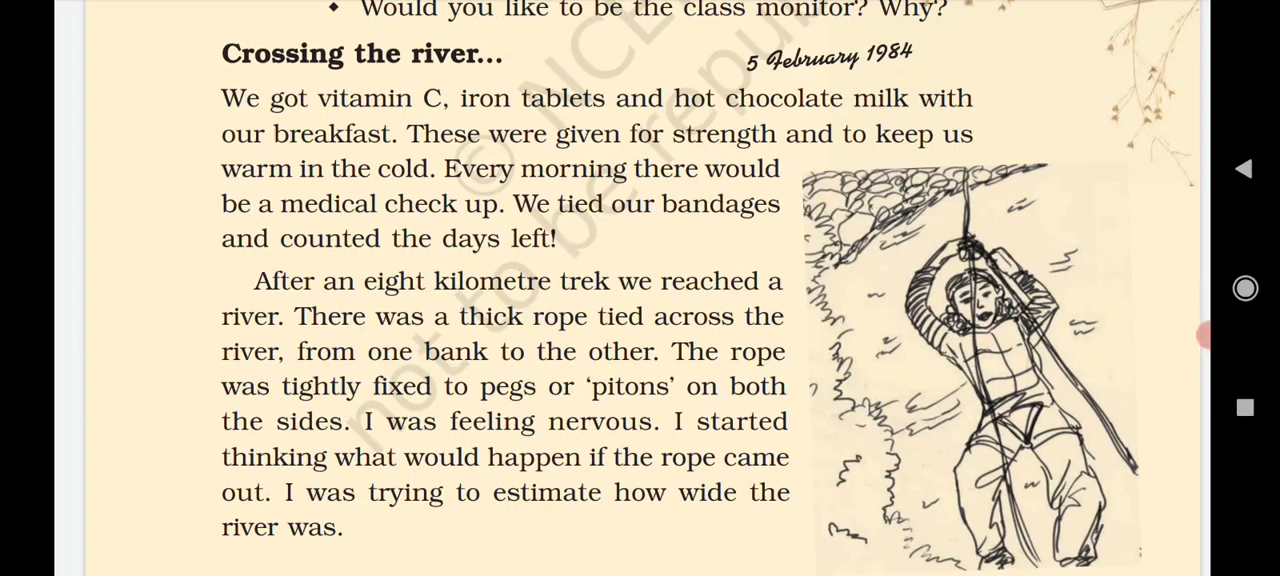 • Would you like to be the class monitor? Why?
Crossing the river...
5 February 1984
We got vitamin C, iron tablets and hot chocolate milk with
our breakfast. These were given for strength and to keep us
warm in the cold. Every morning there would
be a medical check up. We tied our bandages
and counted the days left!
After an eight kilometre trek we reached a
river. There was a thick rope tied across the
river, from one bank to the other. The rope
was tightly fixed to pegs or ‘pitons’ on both
the sides. I was feeling nervous. I started
thinking what would happen if the rope came
out. I was trying to estimate how wide the
river was.
not to be repu